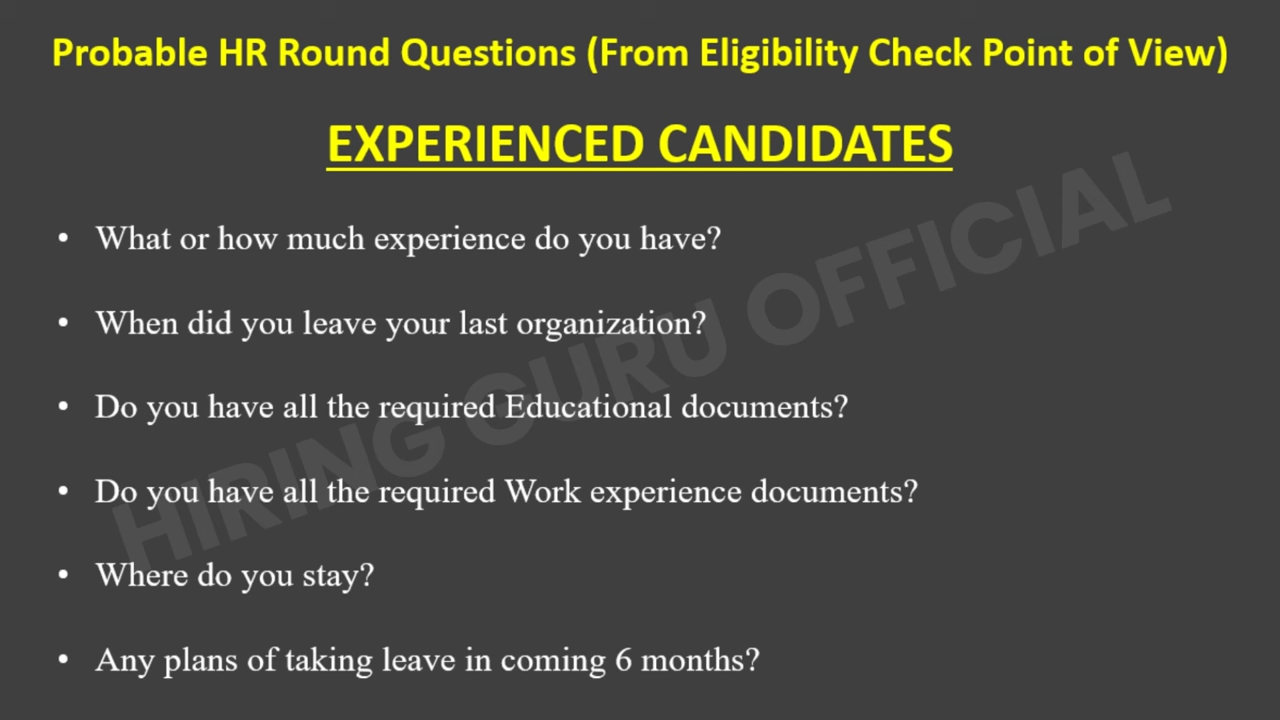 Probable HR Round Questions (From Eligibility Check Point of View)
EXPERIENCED CANDIDATES
• What or how much experience do you have?
• When did you leave your last organization?
• Do you have all the required Educational documents?
• Do you have all the required Work experience documents?
• Where do you stay?
• Any plans of taking leave in coming 6 months?
HIRING GURU OFFICIAL